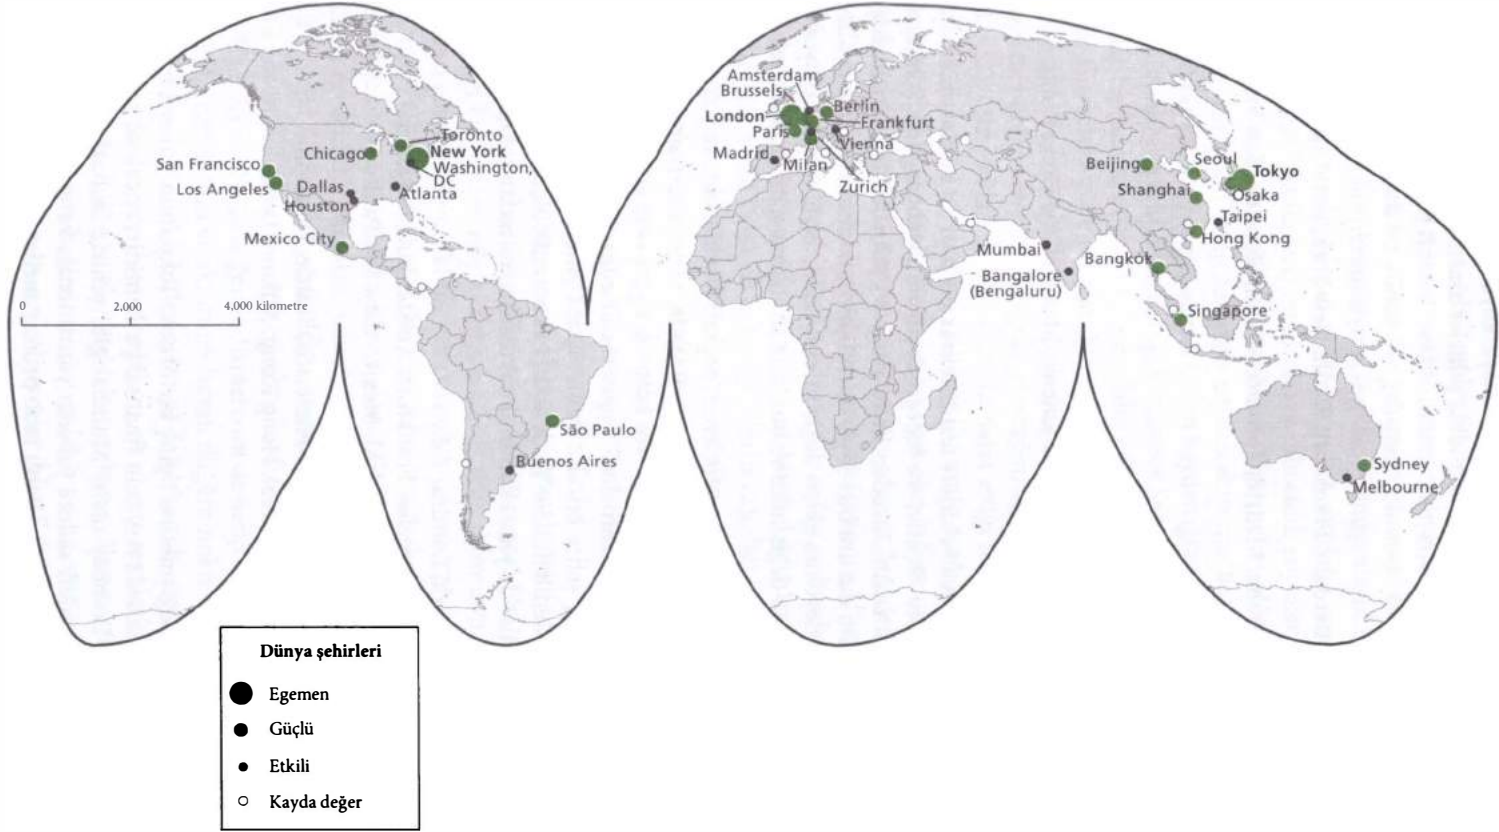 Amsterdam
Brussels
Berlin
London
Frankfurt
Paris
Vienna
Madrid
Milan
Zurich
Toronto
Chicago
New York
San Francisco
Washington,
DC
Los Angeles
Dallas
Atlanta
Houston
Mexico City
0 2,000 4,000 kilometre
São Paulo
Buenos Aires
Beijing
Seoul
Tokyo
Shanghai
Osaka
Taipei
Hong Kong
Mumbai
Bangkok
Bangalore
(Bengaluru)
Singapore
Sydney
Melbourne
Dünya şehirleri
Egemen
Güçlü
Etkili
Kayda değer